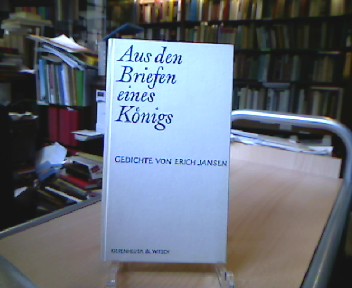 Aus den
Briefen
eines
Königs
GEDICHTE VON ERICH JANSEN
KIEPENHEUER & WITSCH